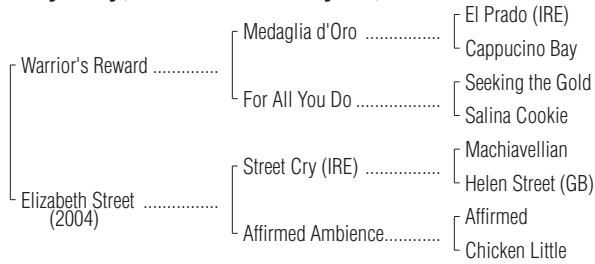 El Prado (IRE)
Medaglia d'Oro ................
Cappucino Bay
Warrior's Reward .............
Seeking the Gold
For All You Do ..................
Salina Cookie
Machiavellian
Street Cry (IRE) ................
Helen Street (GB)
Elizabeth Street ...............
(2004)
Affirmed
Affirmed Ambience............
Chicken Little